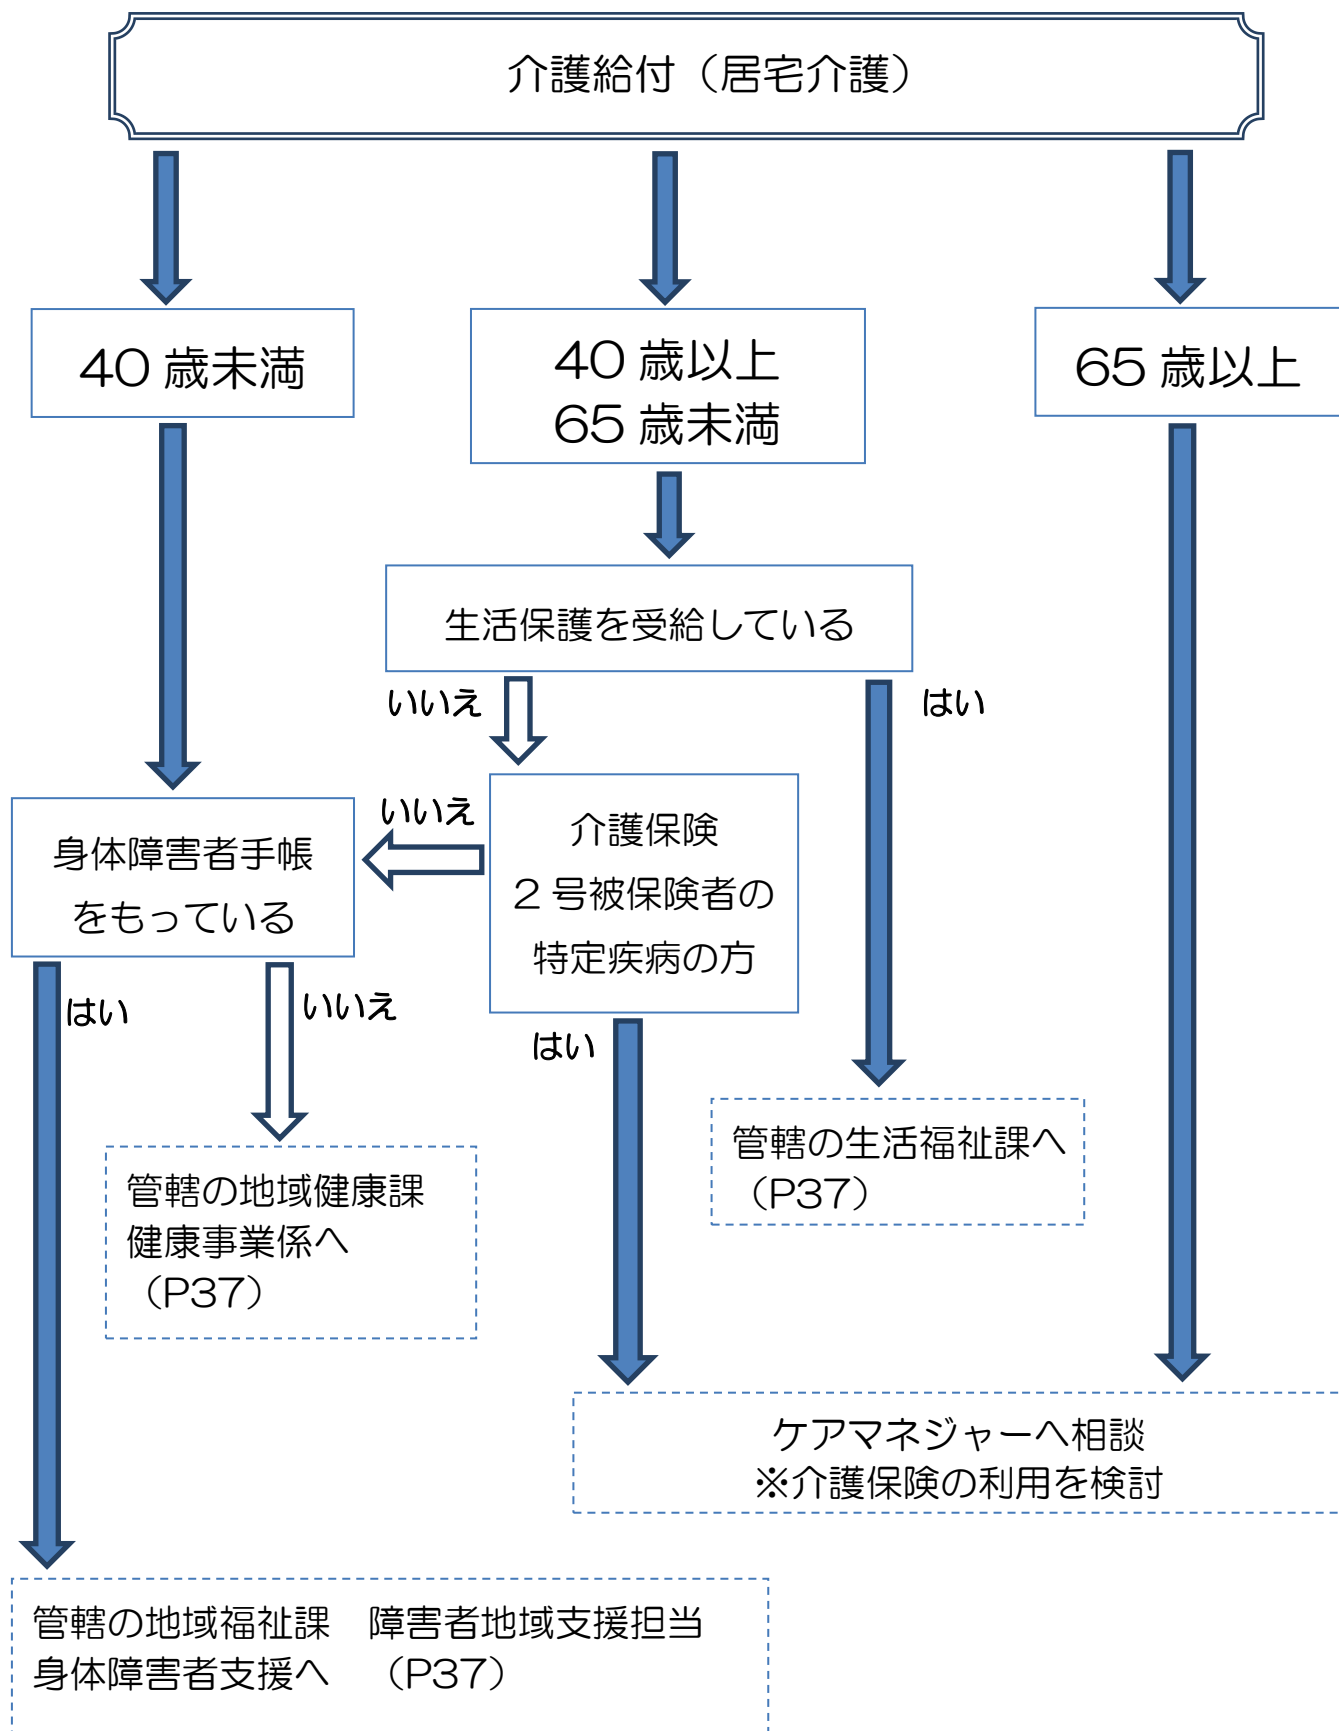 介護給付（居宅介護）
40 歳未満
40 歳以上
65 歳未満
65 歳以上
生活保護を受給している
いいえ
はい
いいえ
介護保険
2 号被保険者の
特定疾病の方
身体障害者手帳
をもっている
はい
いいえ
はい
管轄の生活福祉課へ
（P37）
管轄の地域健康課
健康事業係へ
（P37）
ケアマネジャーへ相談
※介護保険の利用を検討
管轄の地域福祉課　障害者地域支援担当
身体障害者支援へ　（P37）